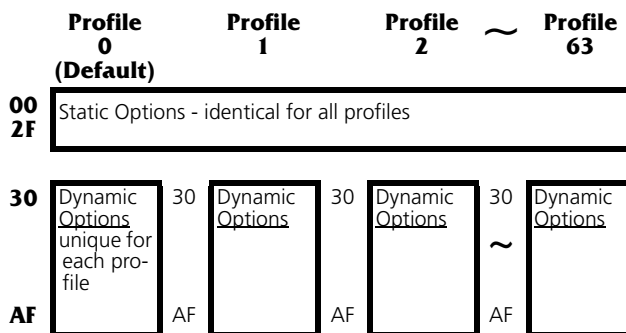 Profile 0 (Default)
Profile 1
Profile 2
~
Profile 63
00
2F
Static Options - identical for all profiles
30
Dynamic
Options
unique for
each pro-
file
AF
30
AF
Dynamic
Options
30
AF
Dynamic
Options
30
~
AF
Dynamic
Options